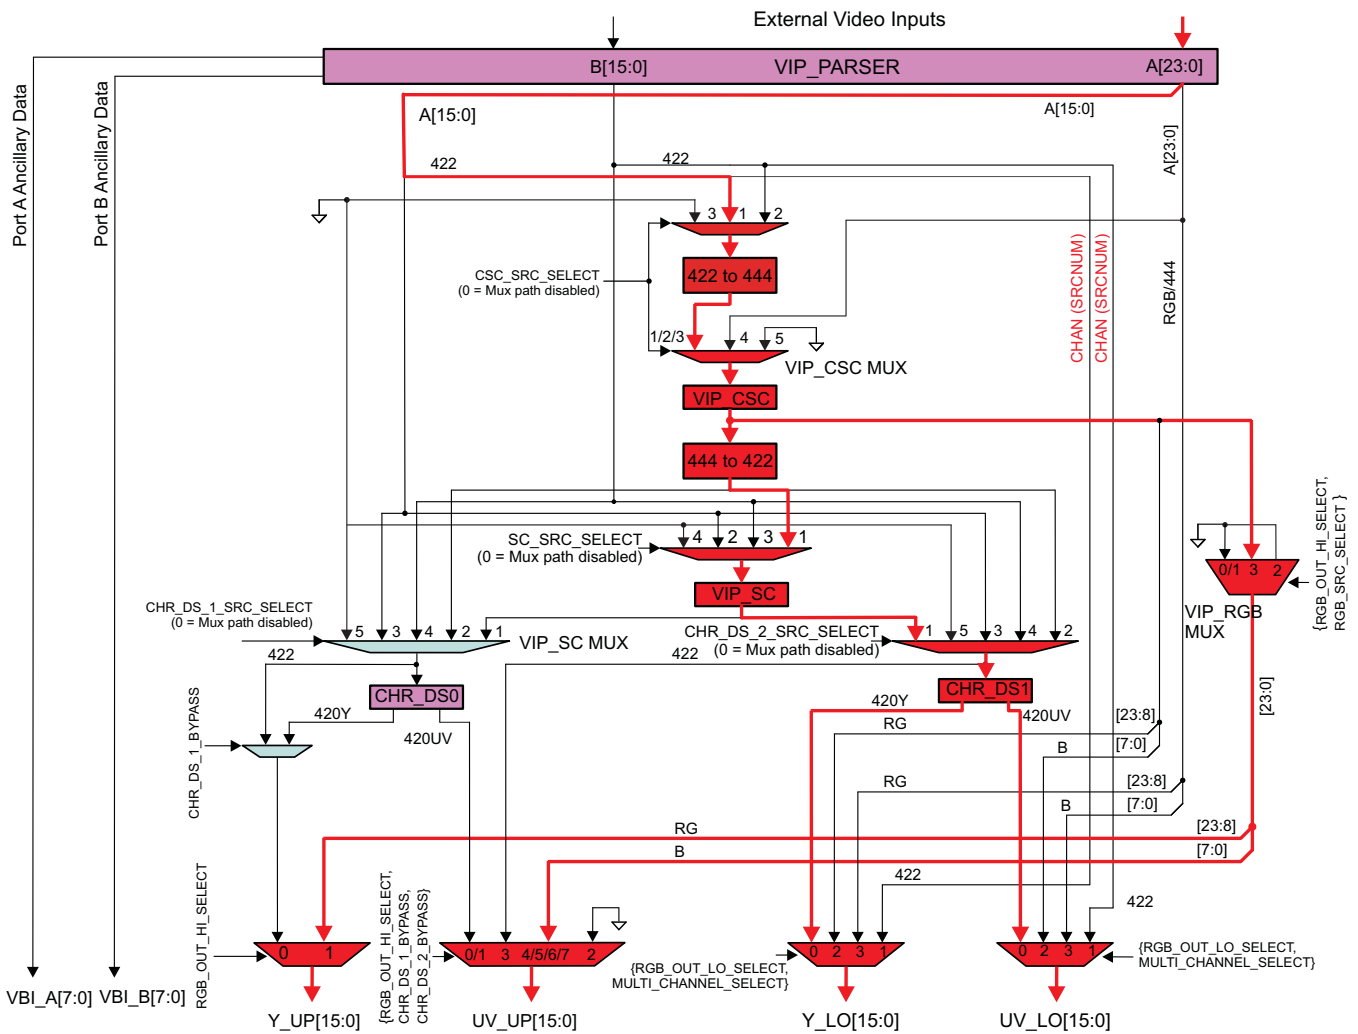 External Video Inputs
B[15:0]
VIP_PARSER
A[23:0]
Port A Ancillary Data
Port B Ancillary Data
A[15:0]
A[15:0]
A[23:0]
422
422
3 1 2
CSC_SRC_SELECT
(0 = Mux path disabled)
422 to 444
CHAN (SRCNUM)
CHAN (SRCNUM)
RGB/444
1/2/3 4 5
VIP_CSC MUX
VIP_CSC
444 to 422
SC_SRC_SELECT
(0 = Mux path disabled)
4 2 3 1
{RGB_OUT_HI_SELECT,
RGB_SRC_SELECT }
0/1 3 2
VIP_RGB
MUX
VIP_SC
CHR_DS_1_SRC_SELECT
(0 = Mux path disabled)
5 3 4 2 1
VIP_SC MUX
CHR_DS_2_SRC_SELECT
(0 = Mux path disabled)
1 5 3 4 2
422
422
CHR_DS0
CHR_DS1
CHR_DS_1_BYPASS
420Y
420UV
420Y
420UV
RG
[23:8]
[23:0]
B
[7:0]
RG
[23:8]
B
[7:0]
RG
[23:8]
B
[7:0]
422
422
RGB_OUT_HI_SELECT
0 1
{RGB_OUT_HI_SELECT,
CHR_DS_1_BYPASS,
CHR_DS_2_BYPASS}
0/1 3 4/5/6/7 2
{RGB_OUT_LO_SELECT,
MULTI_CHANNEL_SELECT}
0 2 3 1
0 2 3 1
{RGB_OUT_LO_SELECT,
MULTI_CHANNEL_SELECT}
VBI_A[7:0]
VBI_B[7:0]
Y_UP[15:0]
UV_UP[15:0]
Y_LO[15:0]
UV_LO[15:0]